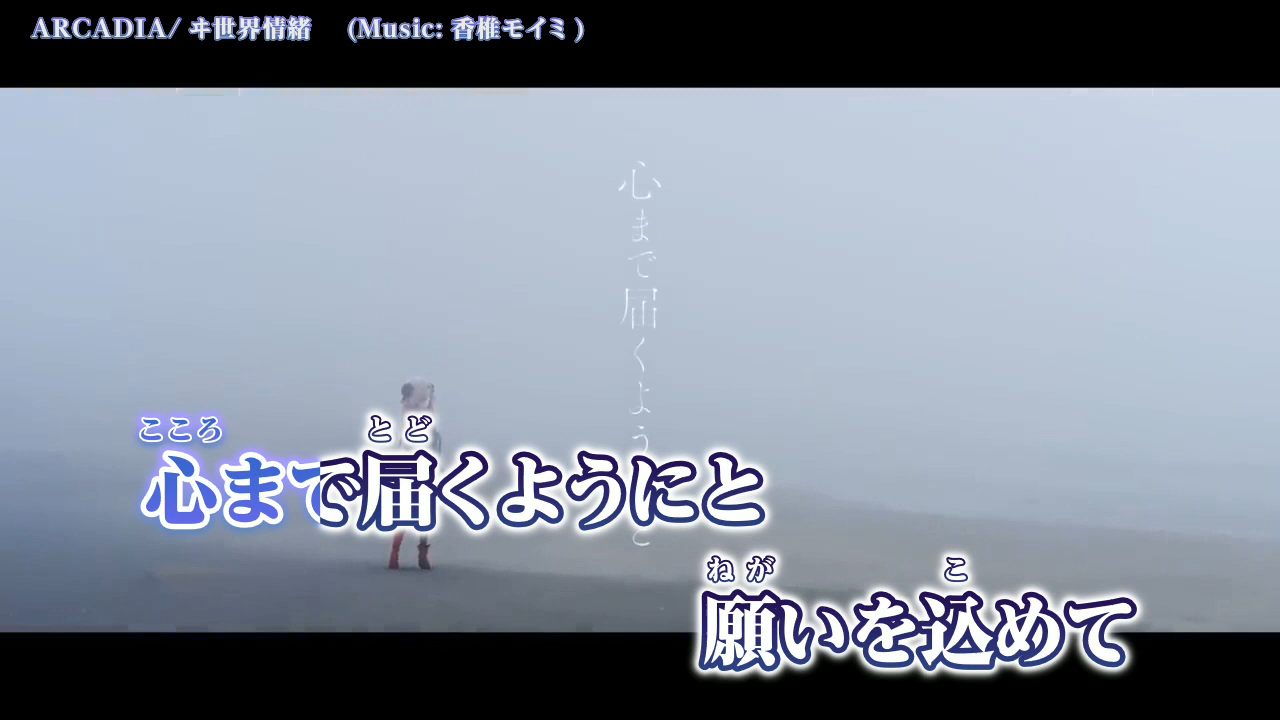 ARCADIA/ ヰ世界情緒 (Music: 香椎モイミ)
心まで届くようにと
こころ とど
心まで届くようにと
ねが こ
願いを込めて